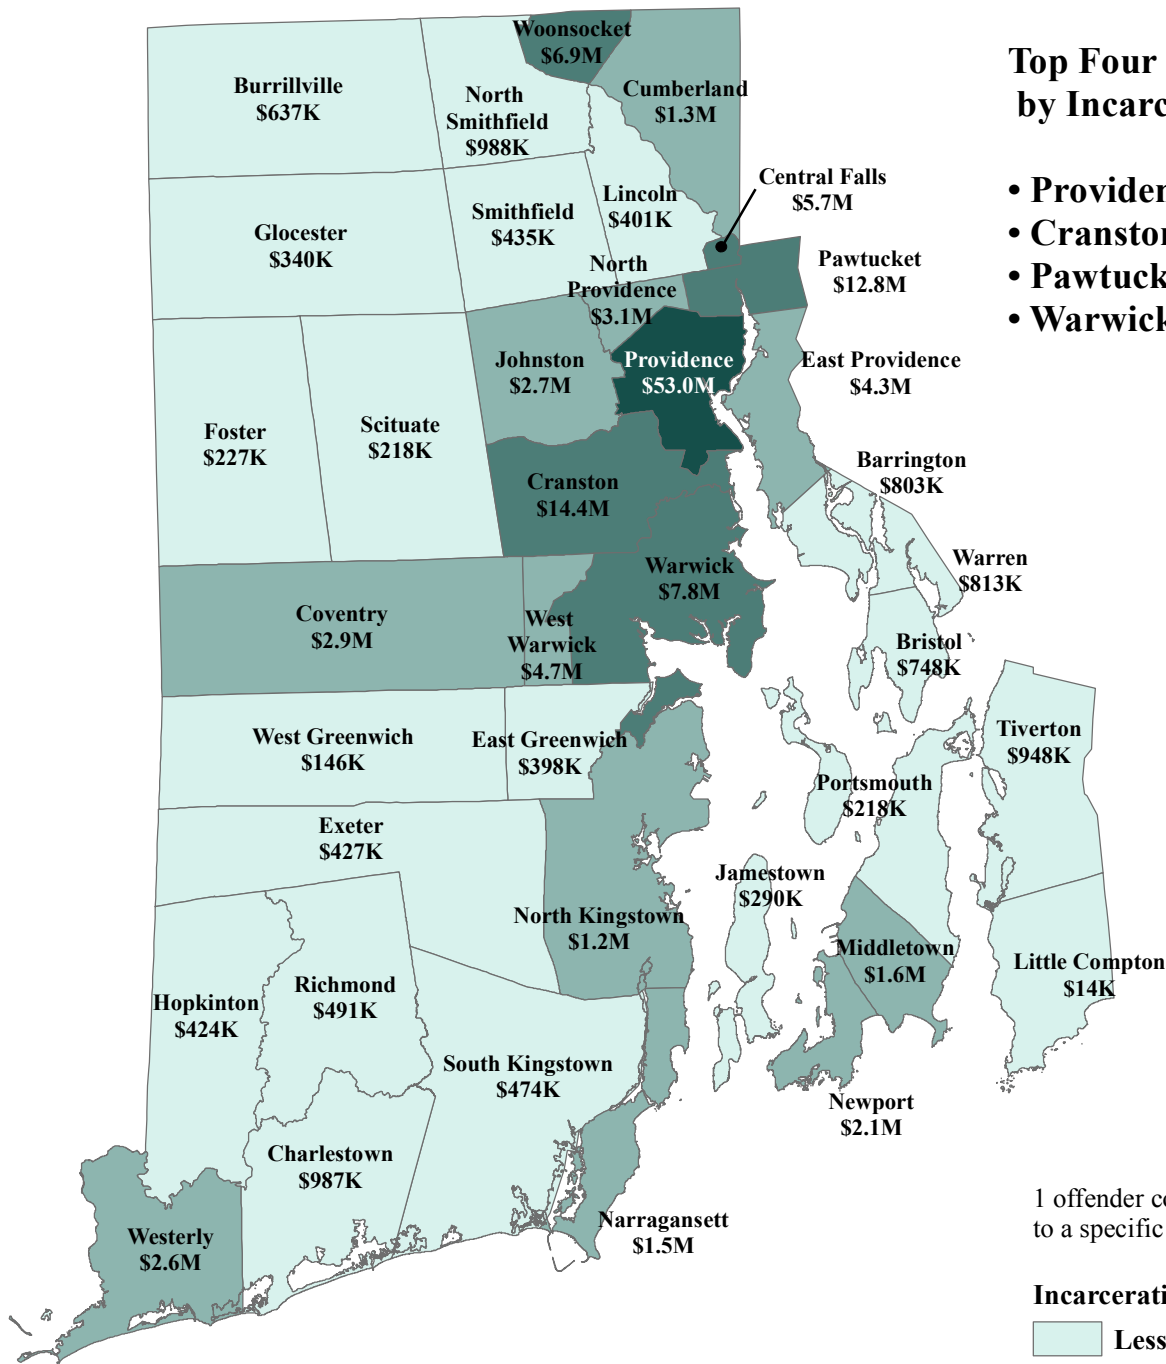 Woonsocket
$6.9M
Top Four
by Incarc
Burrillville
$637K
North
Smithfield
$988K
Cumberland
$1.3M
Central Falls
$5.7M
• Providen
• Cranston
• Pawtuck
• Warwick
Glocester
$340K
Smithfield
$435K
Lincoln
$401K
North
Providence
$3.1M
Pawtucket
$12.8M
Johnston
$2.7M
Providence
$53.0M
East Providence
$4.3M
Foster
$227K
Scituate
$218K
Cranston
$14.4M
Barrington
$803K
Warwick
$7.8M
Warren
$813K
Coventry
$2.9M
West
Warwick
$4.7M
Bristol
$748K
West Greenwich
$146K
East Greenwich
$398K
Tiverton
$948K
Portsmouth
$218K
Exeter
$427K
Jamestown
$290K
North Kingstown
$1.2M
Middletown
$1.6M
Little Compton
$14K
Hopkinton
$424K
Richmond
$491K
South Kingstown
$474K
Newport
$2.1M
Charlestown
$987K
Narragansett
$1.5M
Westerly
$2.6M
1 offender co
to a specific
Incarcerati
Less